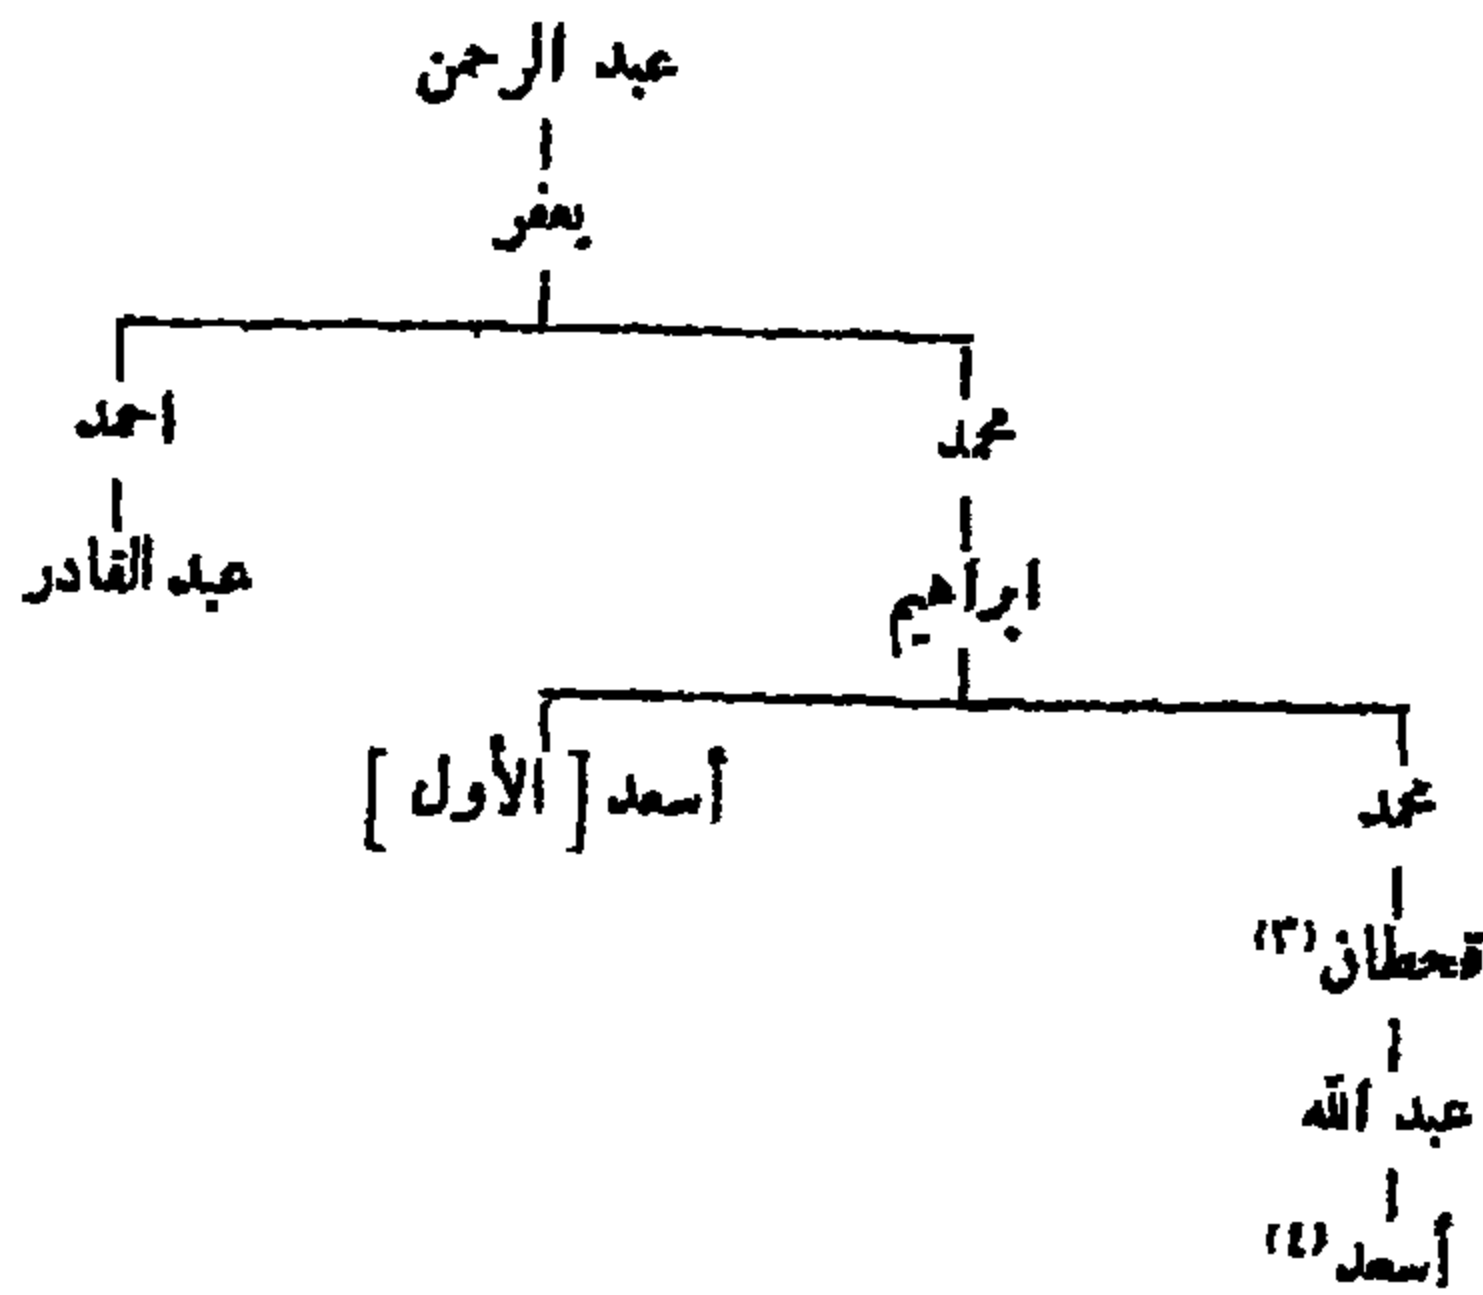 عبد الرحمن
يعفر
محمد
احمد
ابراهيم
عبد القادر
أسعد [ الأول ]
محمد
قحطان (٣)
عبد الله
أسعد (٤)